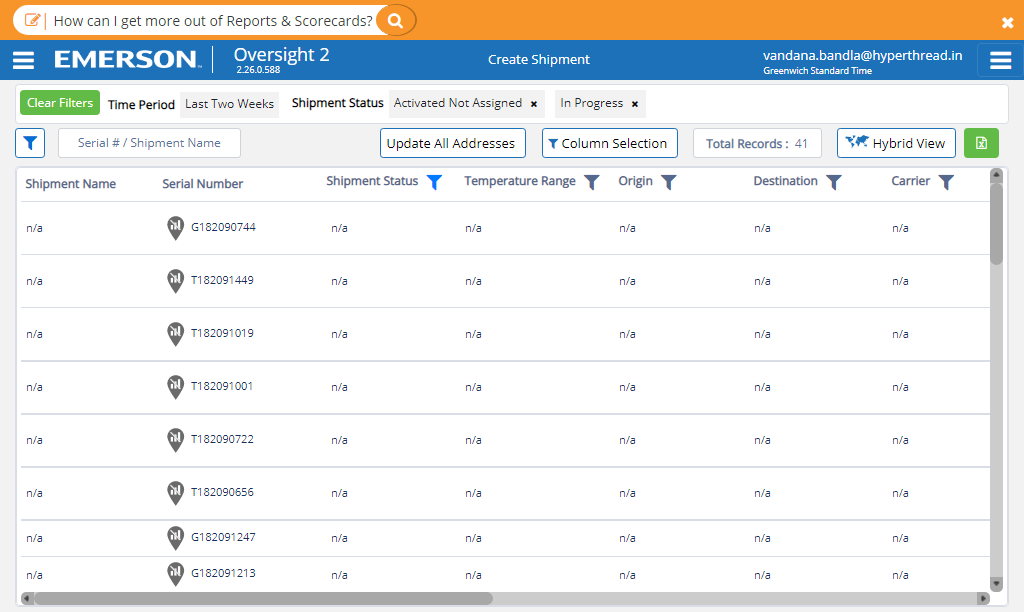 How can I get more out of Reports & Scorecards?
EMERSON Oversight 2 Create Shipment vandana.bandla@hyperthread.in
2.26.0.588 Greenwich Standard Time
Clear Filters Time Period Last Two Weeks Shipment Status Activated Not Assigned × In Progress ×
Serial # / Shipment Name Update All Addresses Column Selection Total Records : 41 Hybrid View
Shipment Name Serial Number Shipment Status Temperature Range Origin Destination Carrier
n/a G182090744 n/a n/a n/a n/a n/a
n/a T182091449 n/a n/a n/a n/a n/a
n/a T182091019 n/a n/a n/a n/a n/a
n/a T182091001 n/a n/a n/a n/a n/a
n/a T182090722 n/a n/a n/a n/a n/a
n/a T182090656 n/a n/a n/a n/a n/a
n/a G182091247 n/a n/a n/a n/a n/a
n/a G182091213 n/a n/a n/a n/a n/a